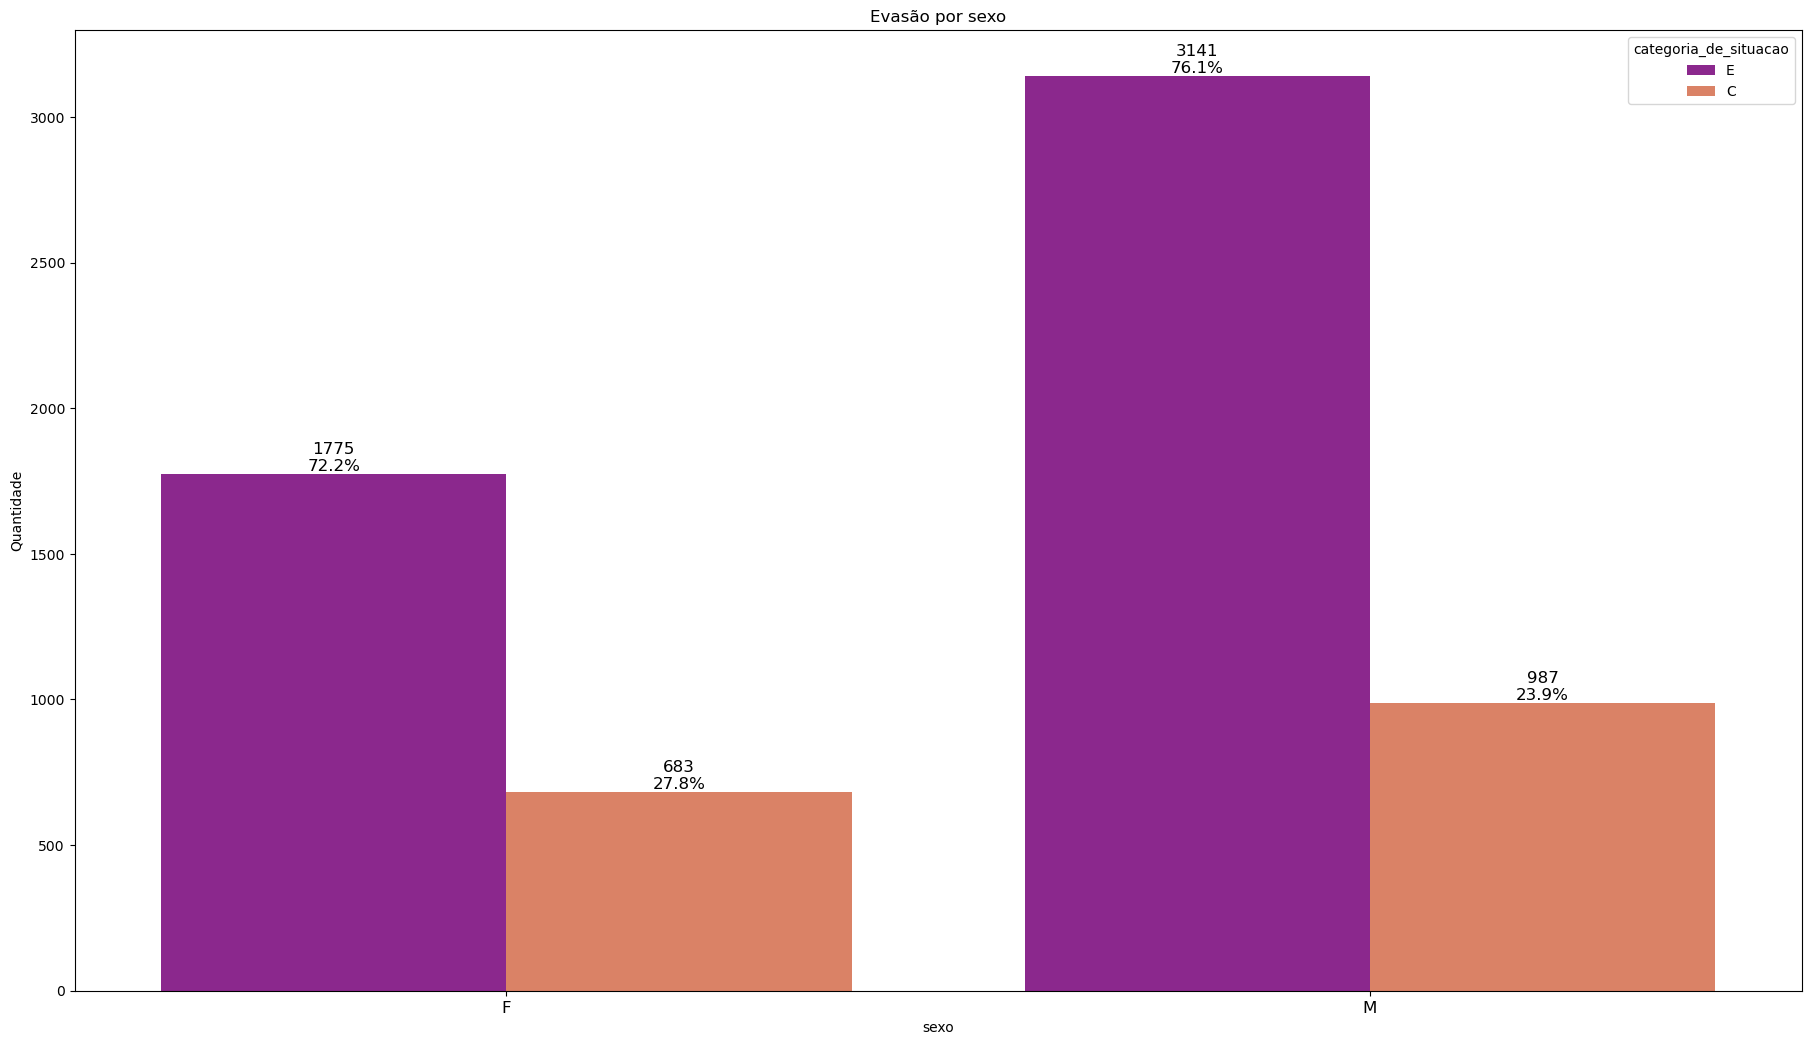 Evasão por sexo
categoria_de_situacao
E
C
Quantidade
3000
2500
2000
1500
1000
500
0
1775
72.2%
683
27.8%
3141
76.1%
987
23.9%
F
M
sexo